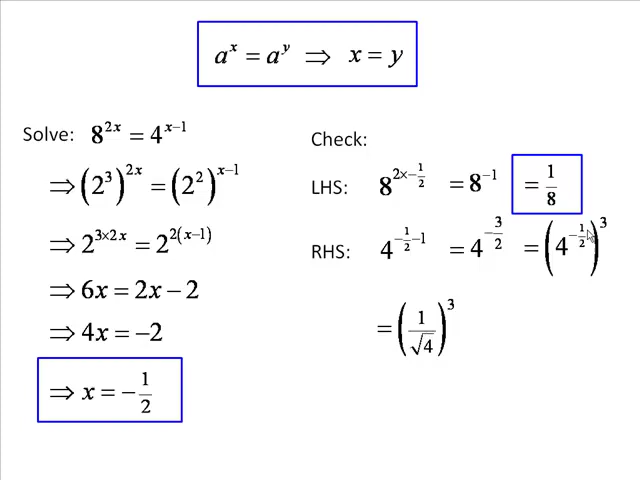 aˣ = aʸ ⇒ x = y
Solve: 8^(2x) = 4^(x−1)
⇒ (2^3)^(2x) = (2^2)^(x−1)
⇒ 2^(3×2x) = 2^(2(x−1))
⇒ 6x = 2x − 2
⇒ 4x = −2
⇒ x = −1/2
Check:
LHS: 8^(2×−1/2) = 8^(−1) = 1/8
RHS: 4^(−1/2−1) = 4^(−3/2) = (4^(−1/2))^3
= (1/√4)^3